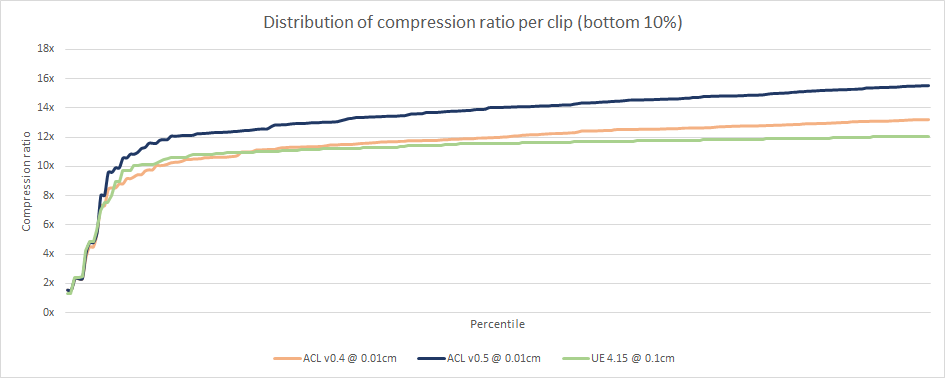 Distribution of compression ratio per clip (bottom 10%)
18x
16x
14x
12x
10x
8x
6x
4x
2x
0x
Compression ratio
Percentile
ACL v0.4 @ 0.01cm
ACL v0.5 @ 0.01cm
UE 4.15 @ 0.1cm